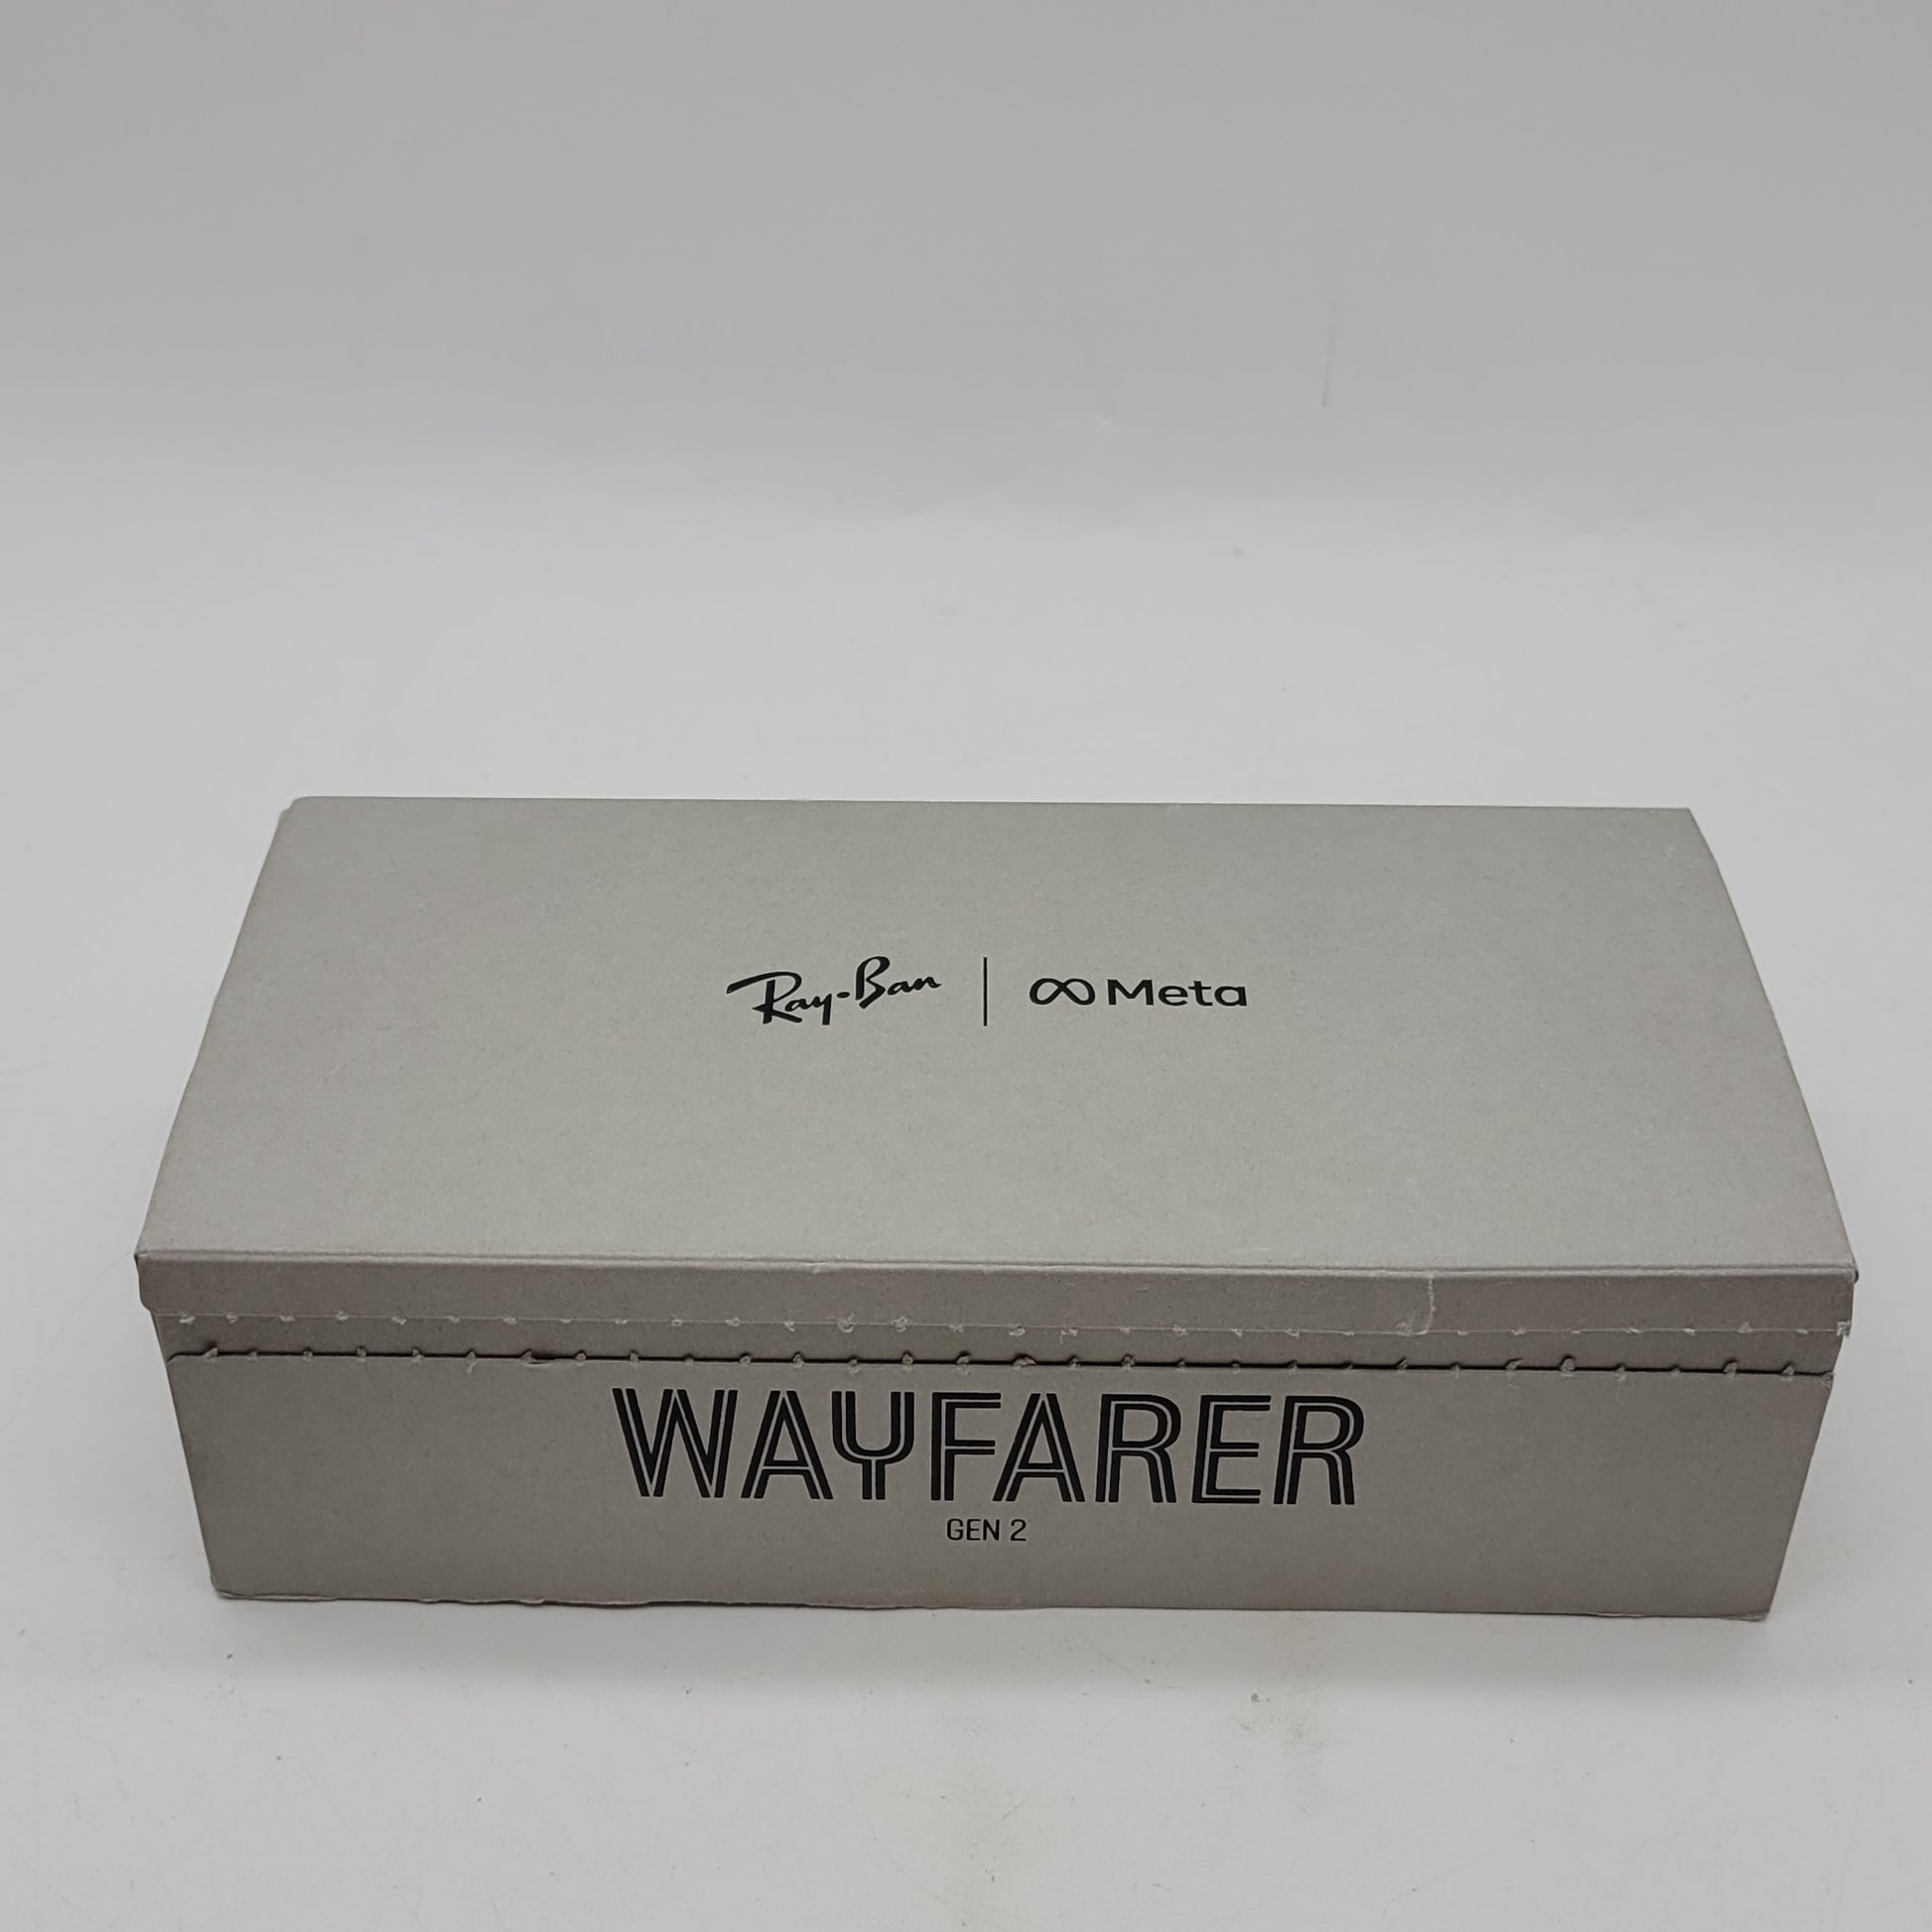 Ray-Ban | Meta
WAYFARER
GEN 2